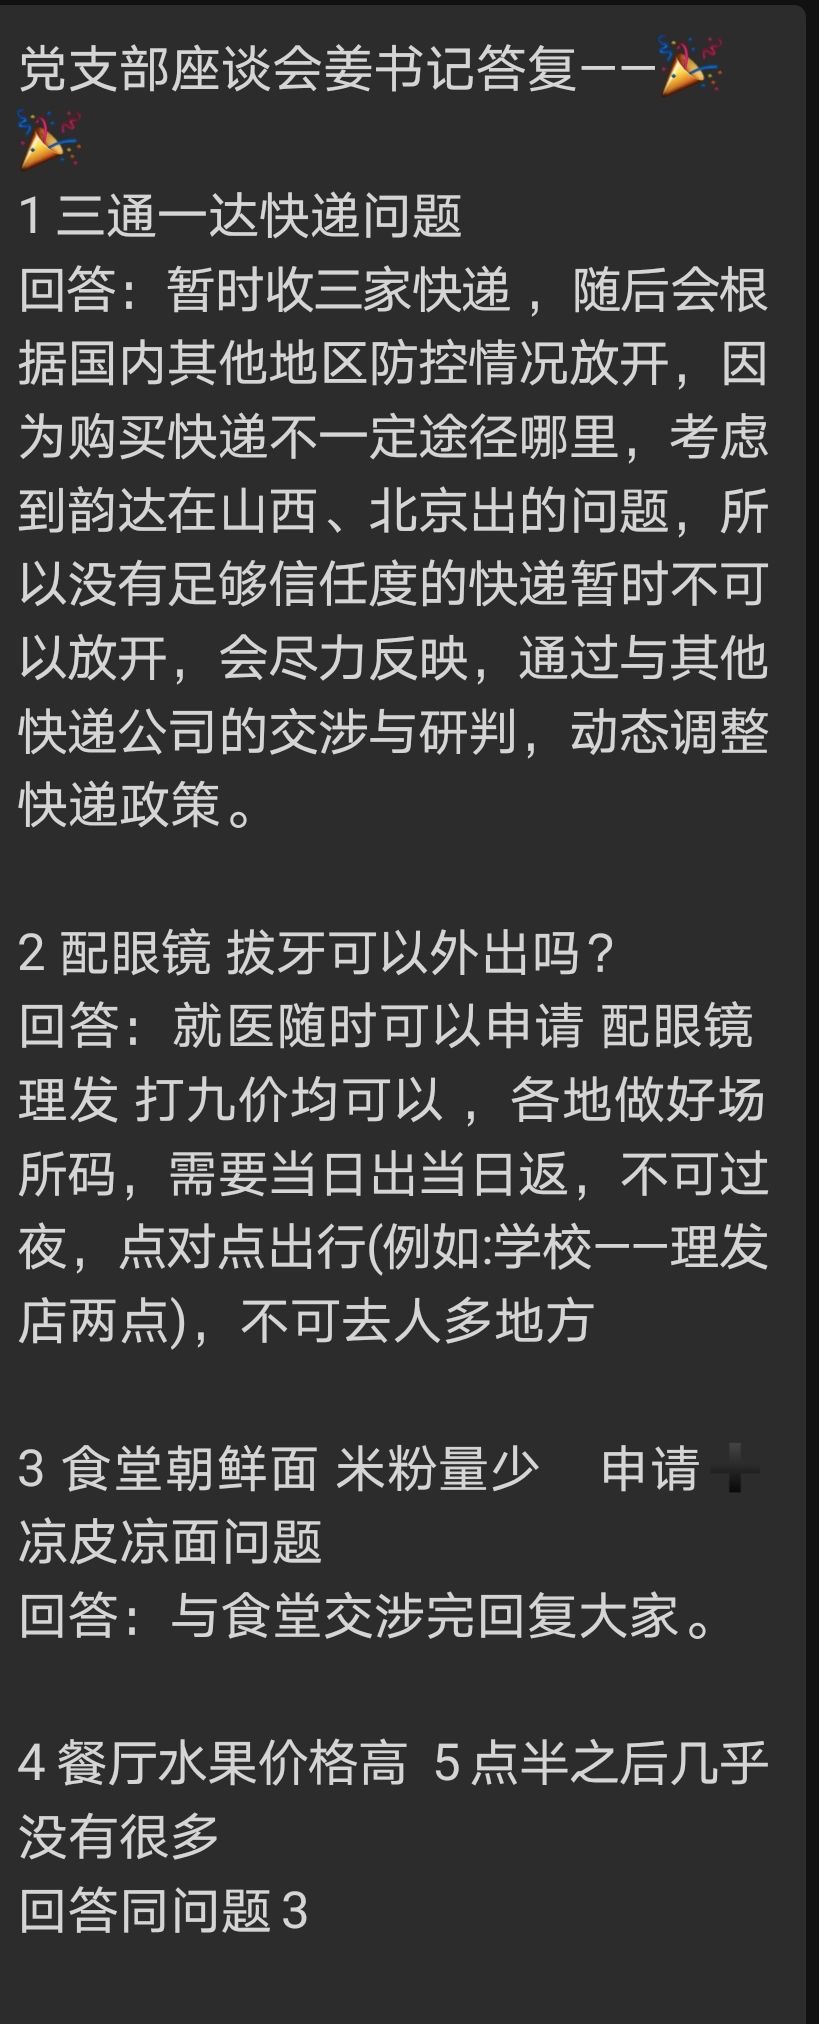 党支部座谈会姜书记答复——🎉
🎉
1 三通一达快递问题
回答：暂时收三家快递 ，随后会根
据国内其他地区防控情况放开，因
为购买快递不一定途径哪里，考虑
到韵达在山西、北京出的问题，所
以没有足够信任度的快递暂时不可
以放开，会尽力反映，通过与其他
快递公司的交涉与研判，动态调整
快递政策。
2 配眼镜 拔牙可以外出吗？
回答：就医随时可以申请 配眼镜
理发 打九价均可以 ，各地做好场
所码，需要当日出当日返，不可过
夜，点对点出行(例如:学校——理发
店两点)，不可去人多地方
3 食堂朝鲜面 米粉量少　申请➕
凉皮凉面问题
回答：与食堂交涉完回复大家。
4 餐厅水果价格高 5 点半之后几乎
没有很多
回答同问题 3